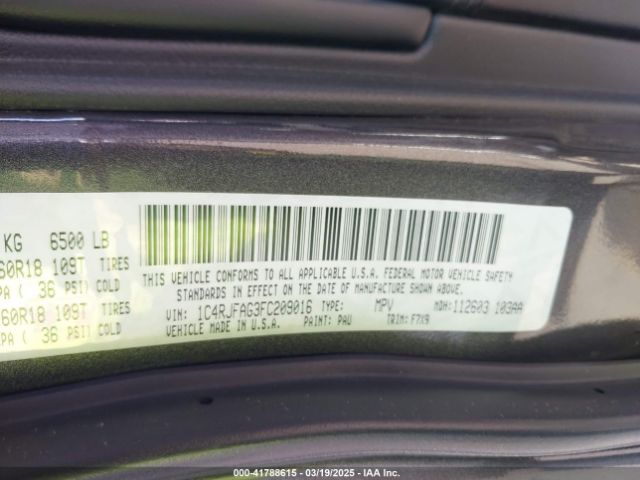 KG 6500 LB
60R18 109T TIRES
PA ( 36 PSI) COLD
60R18 109T TIRES
PA ( 36 PSI) COLD
THIS VEHICLE CONFORMS TO ALL APPLICABLE U.S.A. FEDERAL MOTOR VEHICLE SAFETY
STANDARDS IN EFFECT ON THE DATE OF MANUFACTURE SHOWN ABOVE.
VIN: 1C4RJFAG3FC209016 TYPE: MPV MDH: 112603 103AA
VEHICLE MADE IN U.S.A. PAINT: PAU TRIM: F7X9
000-41788615 - 03/19/2025 - IAA Inc.